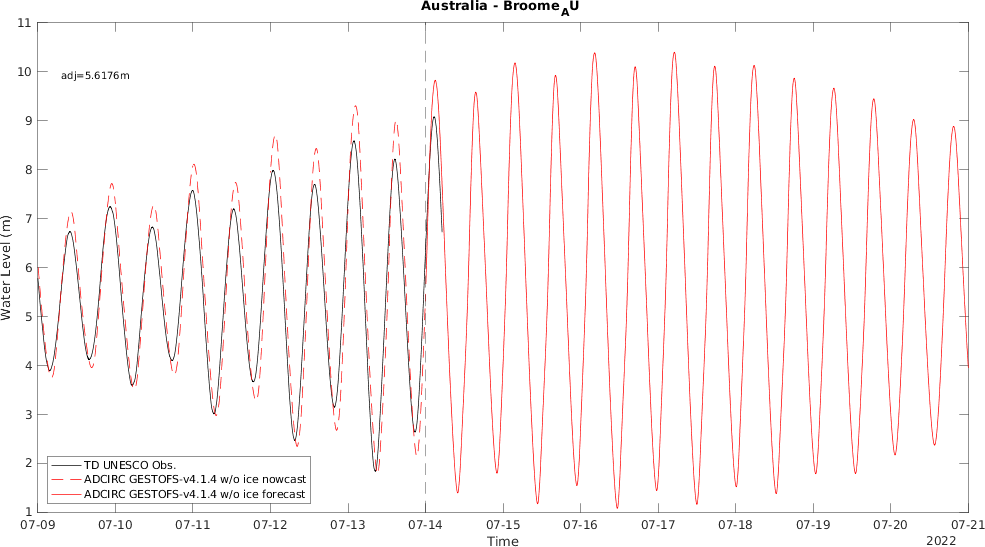 Australia - Broome_AU
11
10
9
8
7
6
5
4
3
2
1
Water Level (m)
adj=5.6176m
TD UNESCO Obs.
ADCIRC GESTOFS-v4.1.4 w/o ice nowcast
ADCIRC GESTOFS-v4.1.4 w/o ice forecast
07-09 07-10 07-11 07-12 07-13 07-14 07-15 07-16 07-17 07-18 07-19 07-20 07-21
Time
2022